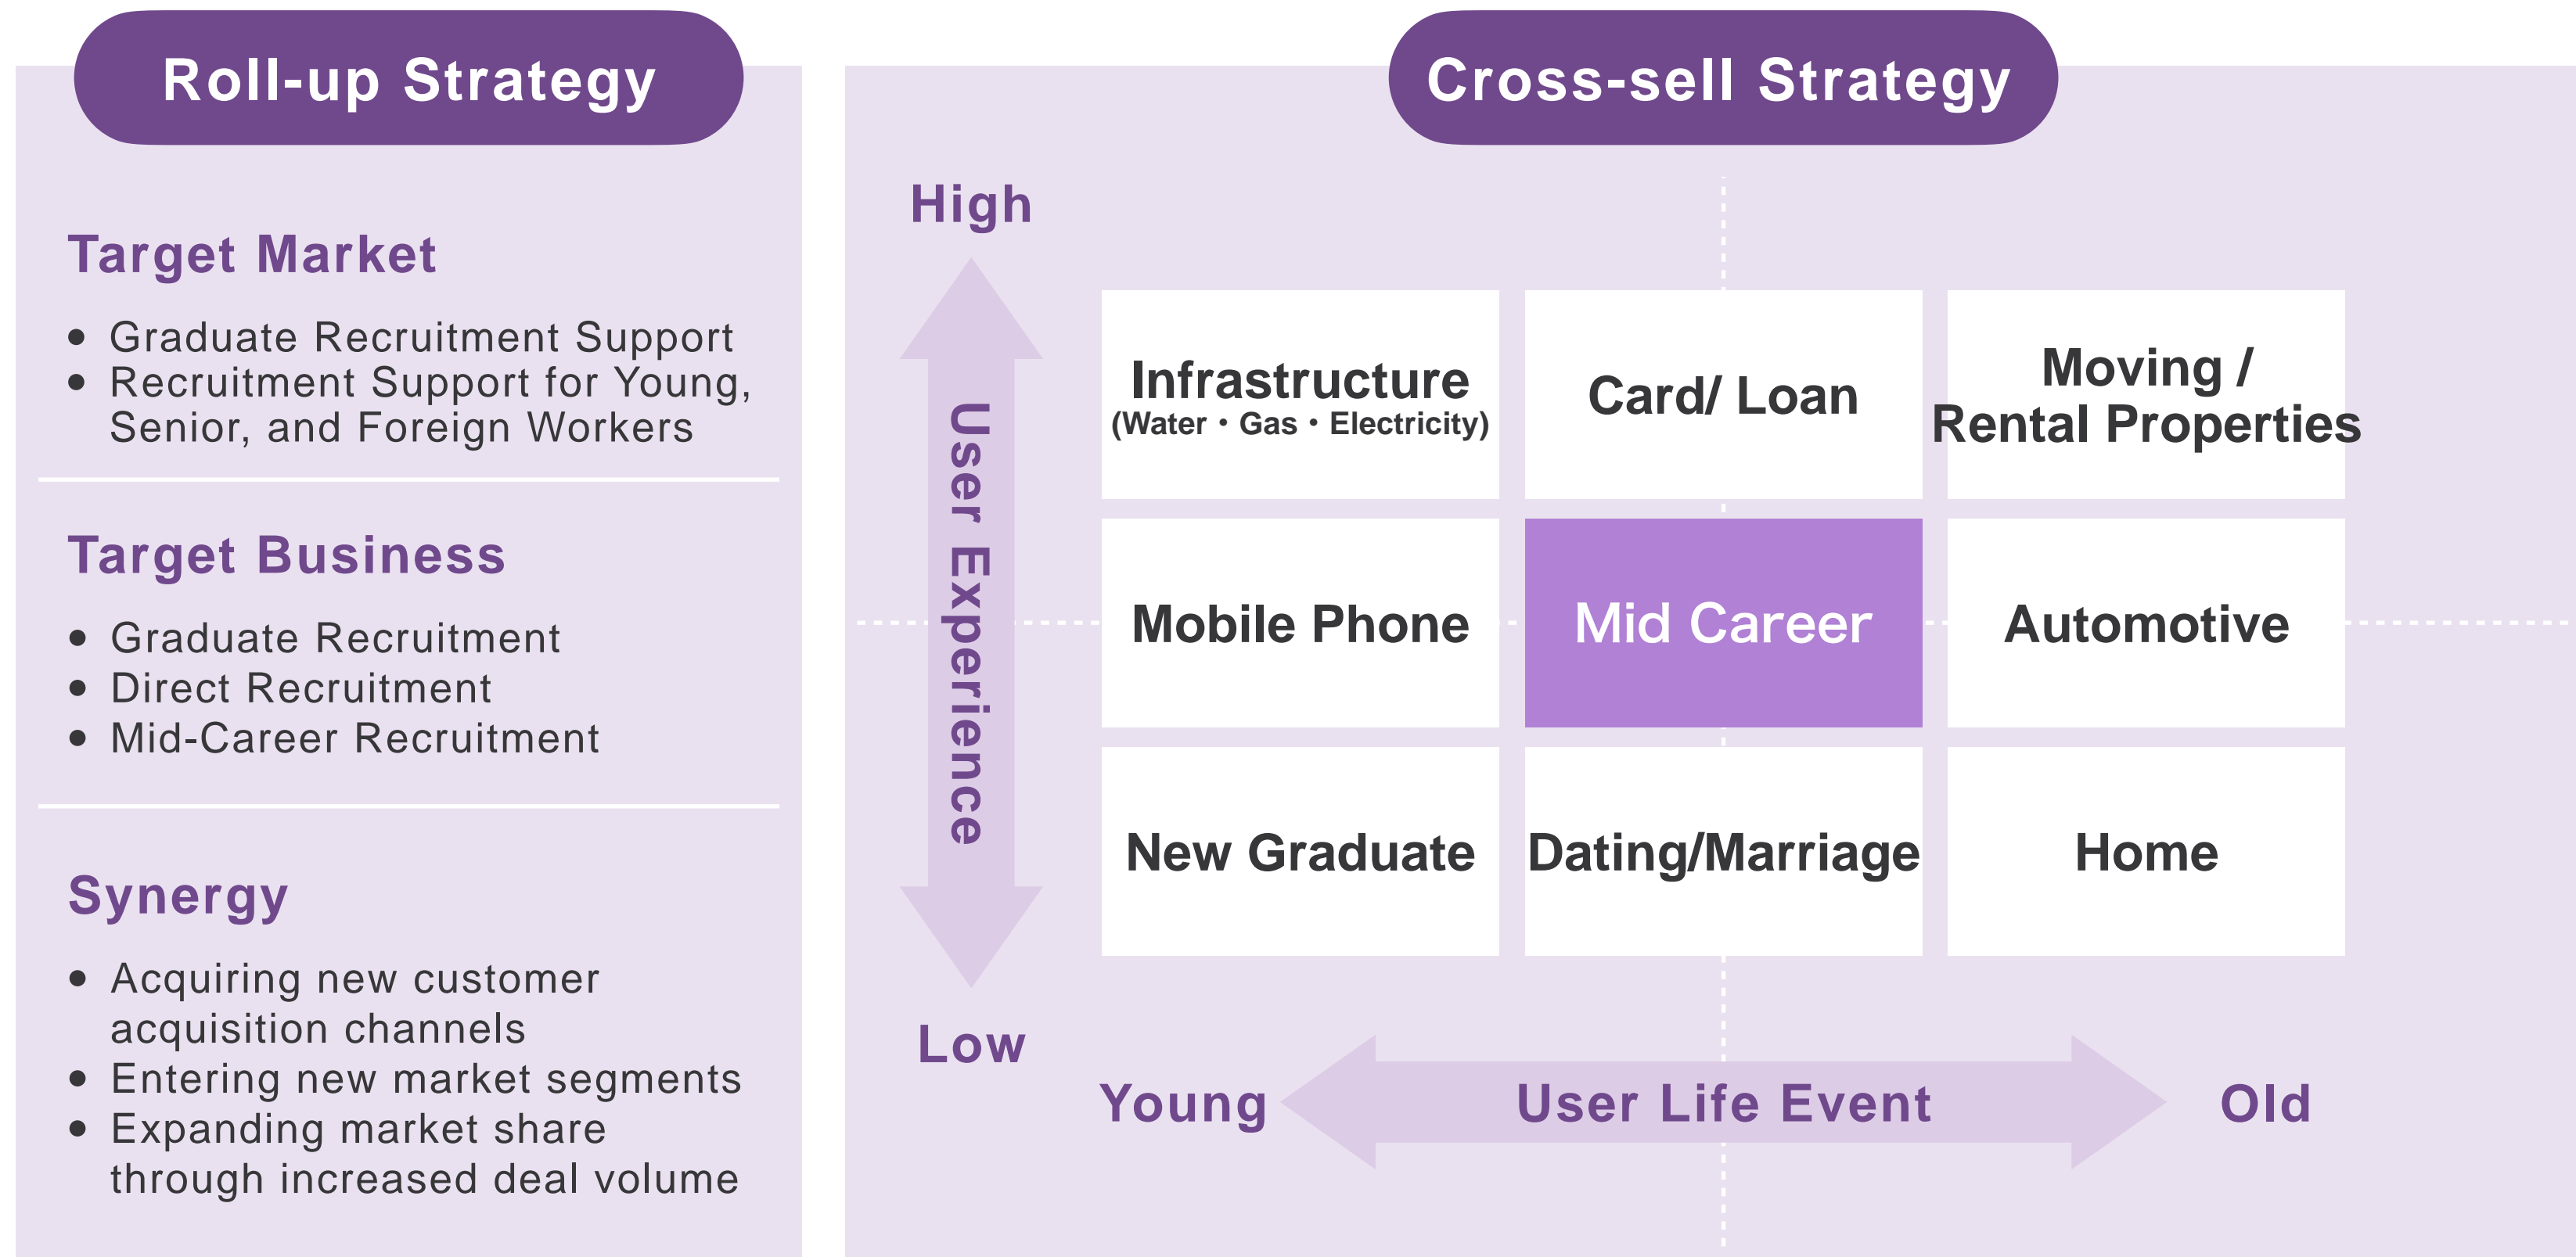 Roll-up Strategy
Target Market
• Graduate Recruitment Support
• Recruitment Support for Young,
Senior, and Foreign Workers
Target Business
• Graduate Recruitment
• Direct Recruitment
• Mid-Career Recruitment
Synergy
• Acquiring new customer
acquisition channels
• Entering new market segments
• Expanding market share
through increased deal volume
Cross-sell Strategy
High
User Experience
Low
Infrastructure
(Water・Gas・Electricity)
Card/ Loan
Moving /
Rental Properties
Mobile Phone
Mid Career
Automotive
New Graduate
Dating/Marriage
Home
Young
User Life Event
Old